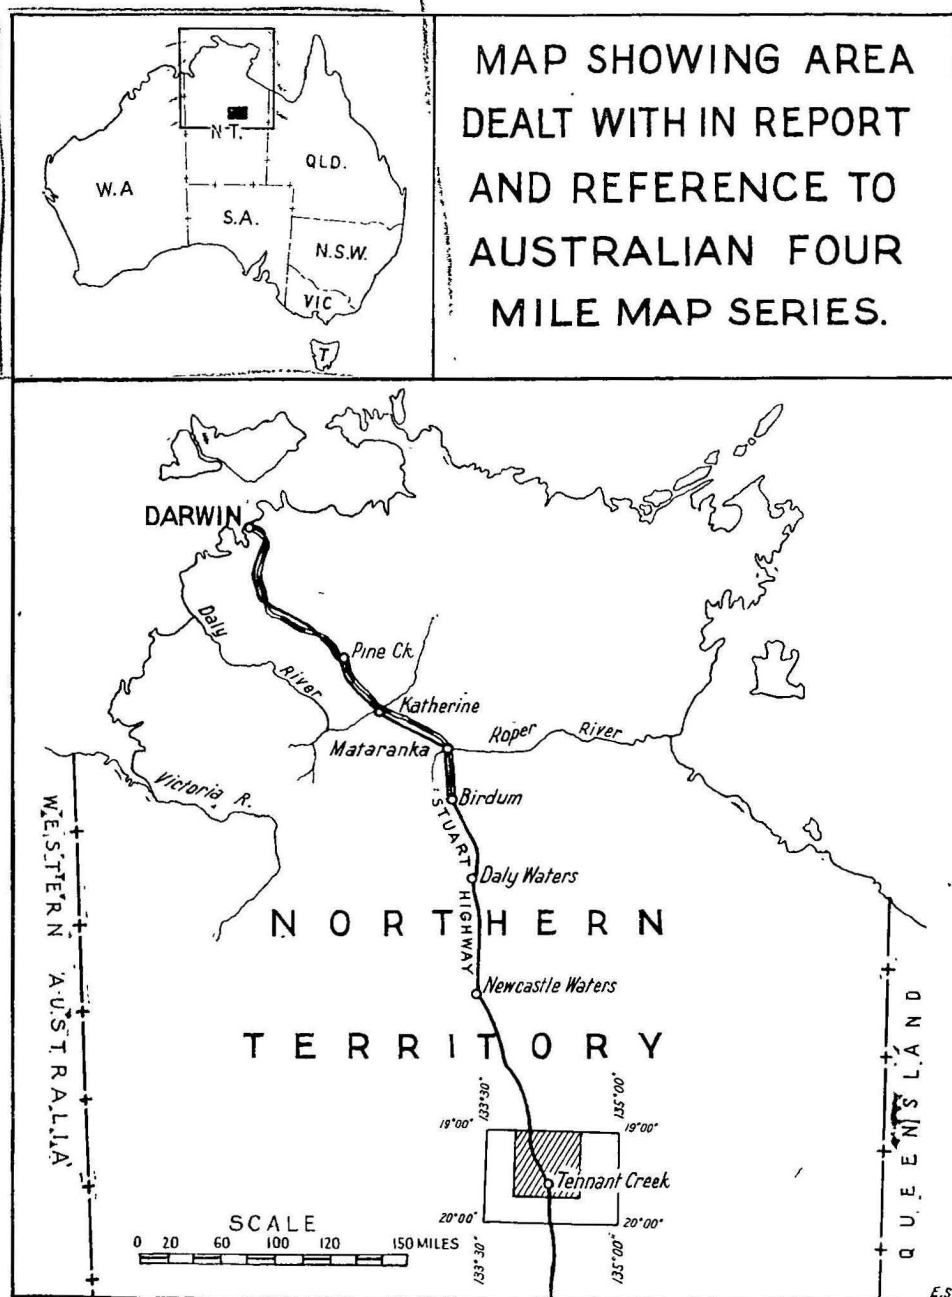 MAP SHOWING AREA
DEALT WITH IN REPORT
AND REFERENCE TO
AUSTRALIAN FOUR
MILE MAP SERIES.
N.T.
W.A
QLD.
S.A.
N.S.W.
VIC
T
DARWIN
Daly
River
Pine Ck.
Katherine
Mataranka
Roper River
Victoria R.
Birdum
STUART HIGHWAY
Daly Waters
NORTHERN
Newcastle Waters
TERRITORY
WESTERN AUSTRALIA
QUEENSLAND
133°30'
135°00'
19°00'
19°00'
Tennant Creek
20°00'
20°00'
133°30'
135°00'
SCALE
0 20 60 100 120 150 MILES
E.S